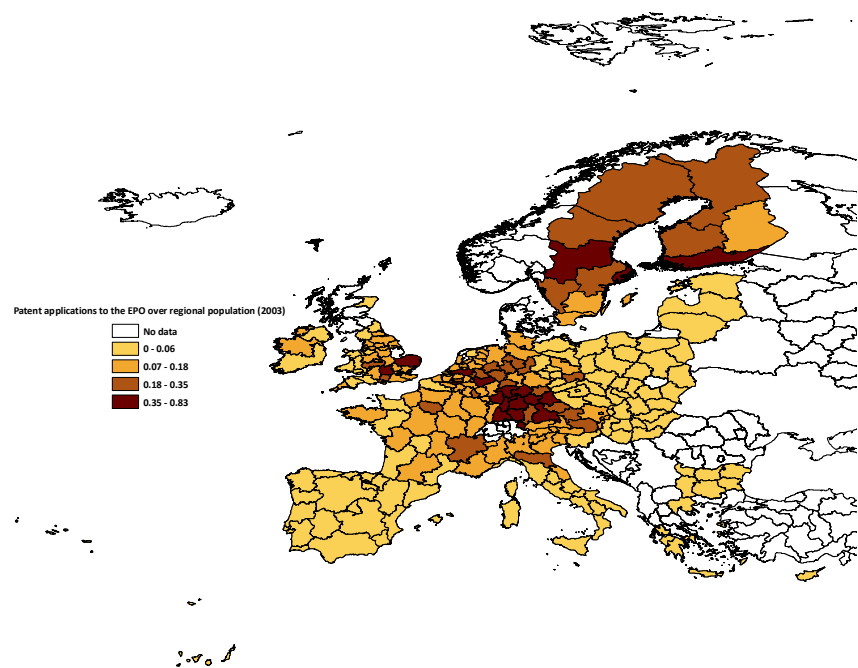 Patent applications to the EPO over regional population (2003)
No data
0 - 0.06
0.07 - 0.18
0.18 - 0.35
0.35 - 0.83